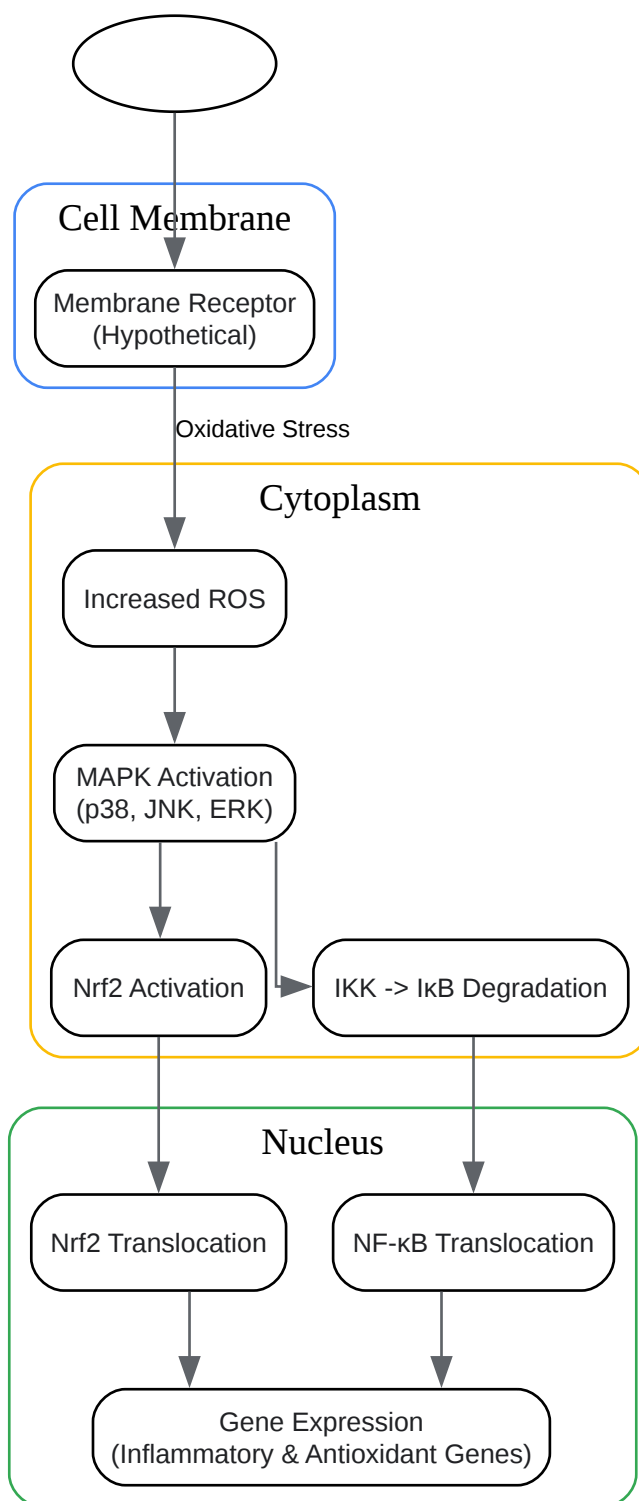 Cell Membrane
Membrane Receptor
(Hypothetical)
Oxidative Stress
Cytoplasm
Increased ROS
MAPK Activation
(p38, JNK, ERK)
Nrf2 Activation
IKK -> IκB Degradation
Nucleus
Nrf2 Translocation
NF-κB Translocation
Gene Expression
(Inflammatory & Antioxidant Genes)